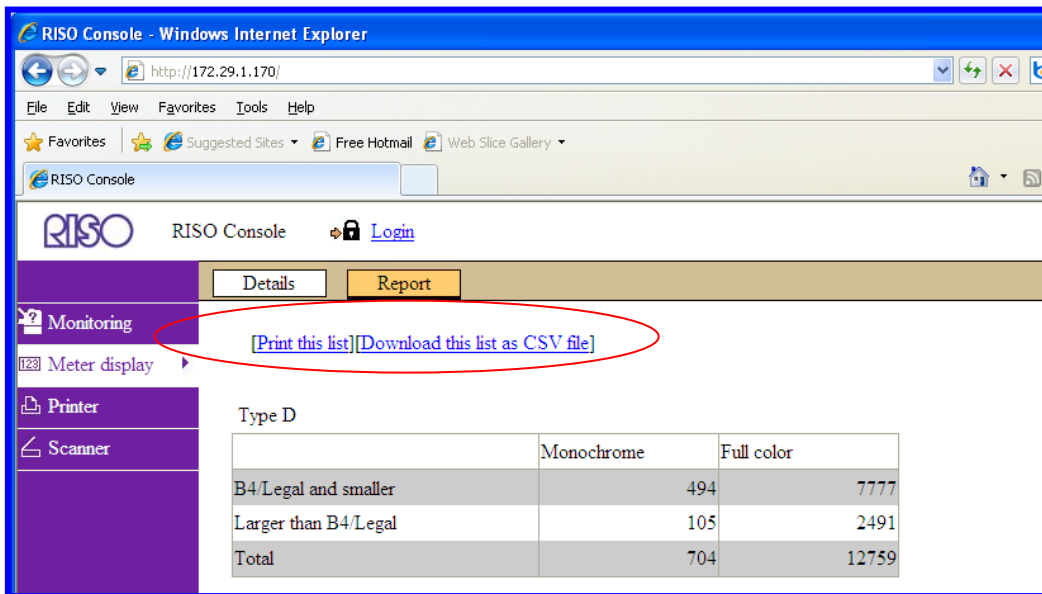 RISO Console - Windows Internet Explorer
http://172.29.1.170/
File Edit View Favorites Tools Help
Favorites Suggested Sites Free Hotmail Web Slice Gallery
RISO Console
RISO RISO Console Login
Details Report
Monitoring
[Print this list][Download this list as CSV file]
123 Meter display
Printer
Type D
Scanner
Monochrome Full color
B4/Legal and smaller 494 7777
Larger than B4/Legal 105 2491
Total 704 12759